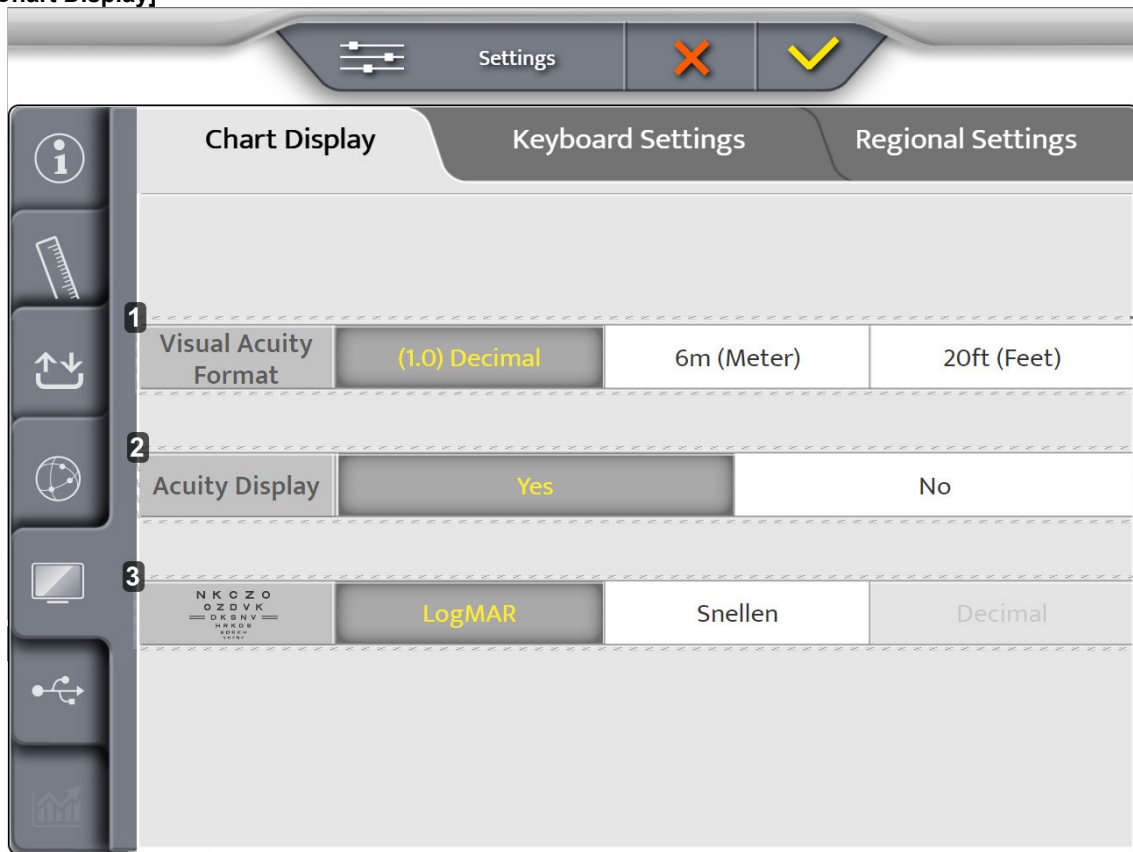 Chart Display]
Settings
Chart Display
Keyboard Settings
Regional Settings
1
Visual Acuity
Format
(1.0) Decimal
6m (Meter)
20ft (Feet)
2
Acuity Display
Yes
No
3
N K C Z O
O Z D V K
D K S N V
H R K D S
LogMAR
Snellen
Decimal